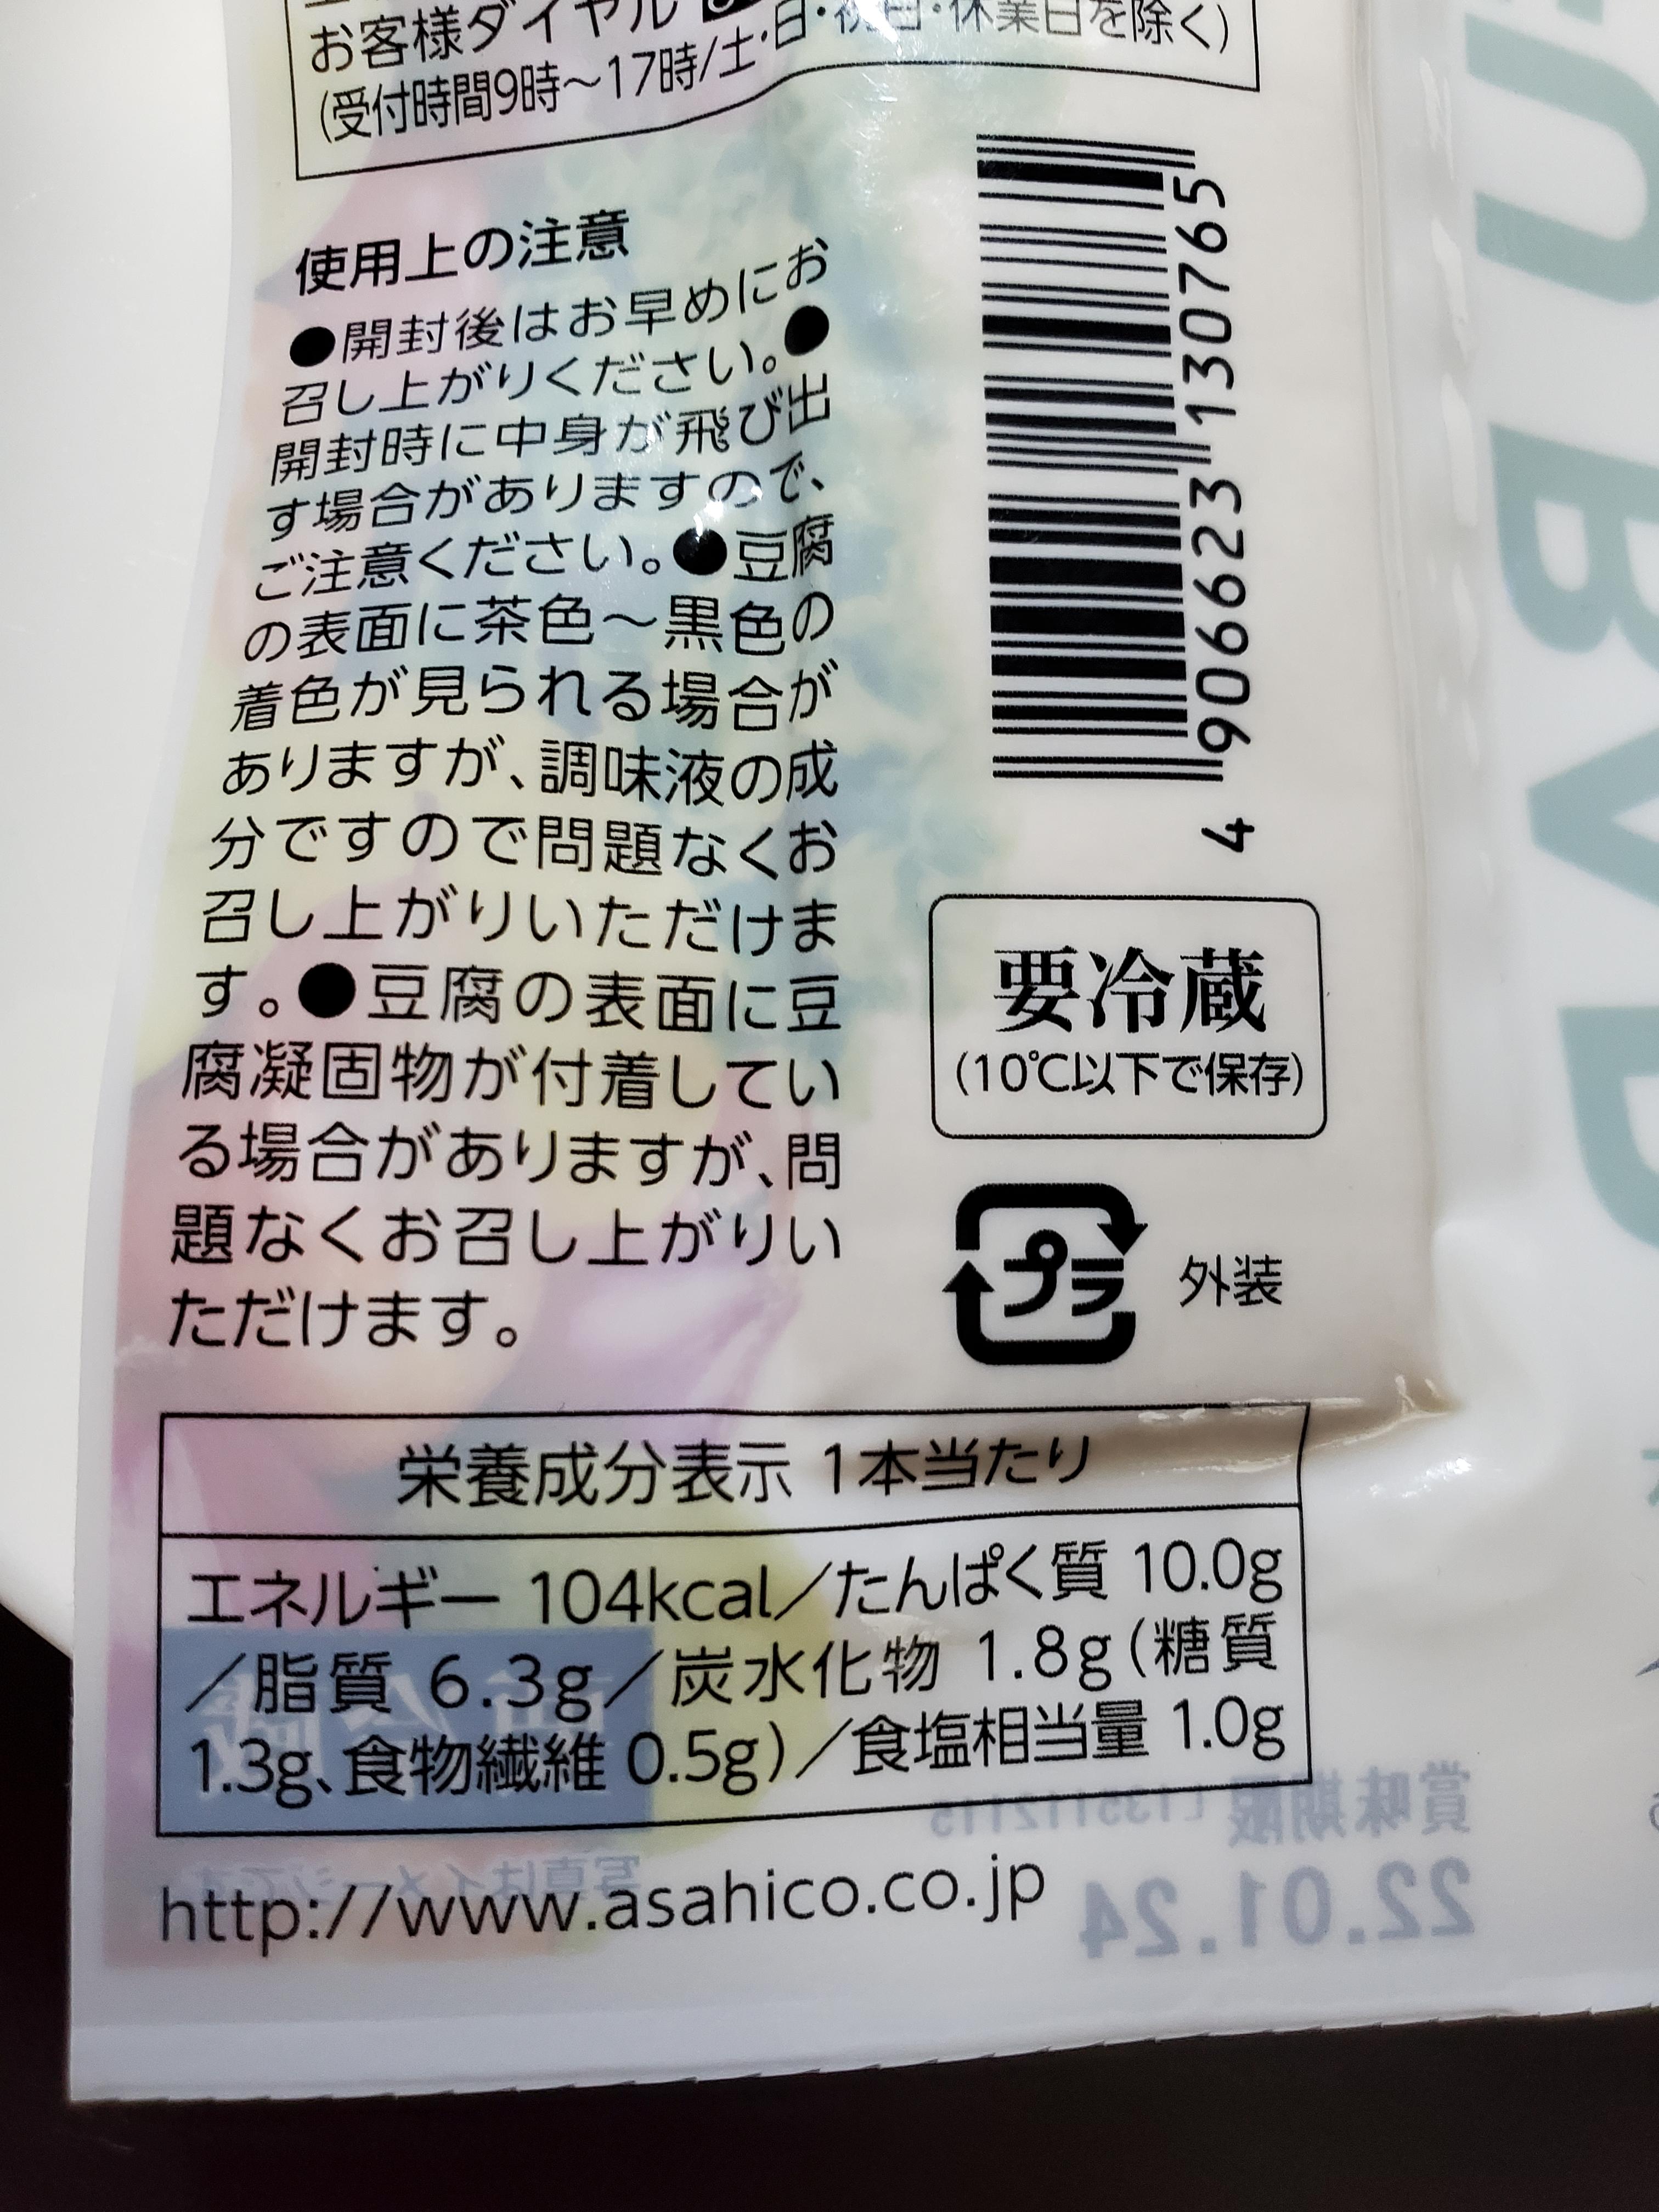 お客様ダイヤル
(受付時間9時～17時/土・日・祝日・休業日を除く)
使用上の注意
●開封後はお早めにお
召し上がりください。●
開封時に中身が飛び出
す場合がありますので、
ご注意ください。●豆腐
の表面に茶色～黒色の
着色が見られる場合が
ありますが、調味液の成
分ですので問題なくお
召し上がりいただけま
す。●豆腐の表面に豆
腐凝固物が付着してい
る場合がありますが、問
題なくお召し上がりい
ただけます。
4 906623 130765
要冷蔵
(10℃以下で保存)
プラ 外装
栄養成分表示 1本当たり
エネルギー 104kcal／たんぱく質 10.0g
／脂質 6.3g／炭水化物 1.8g(糖質
1.3g、食物繊維 0.5g)／食塩相当量 1.0g
http://www.asahico.co.jp
要冷蔵
写真はイメージです
賞味期限
22.01.24